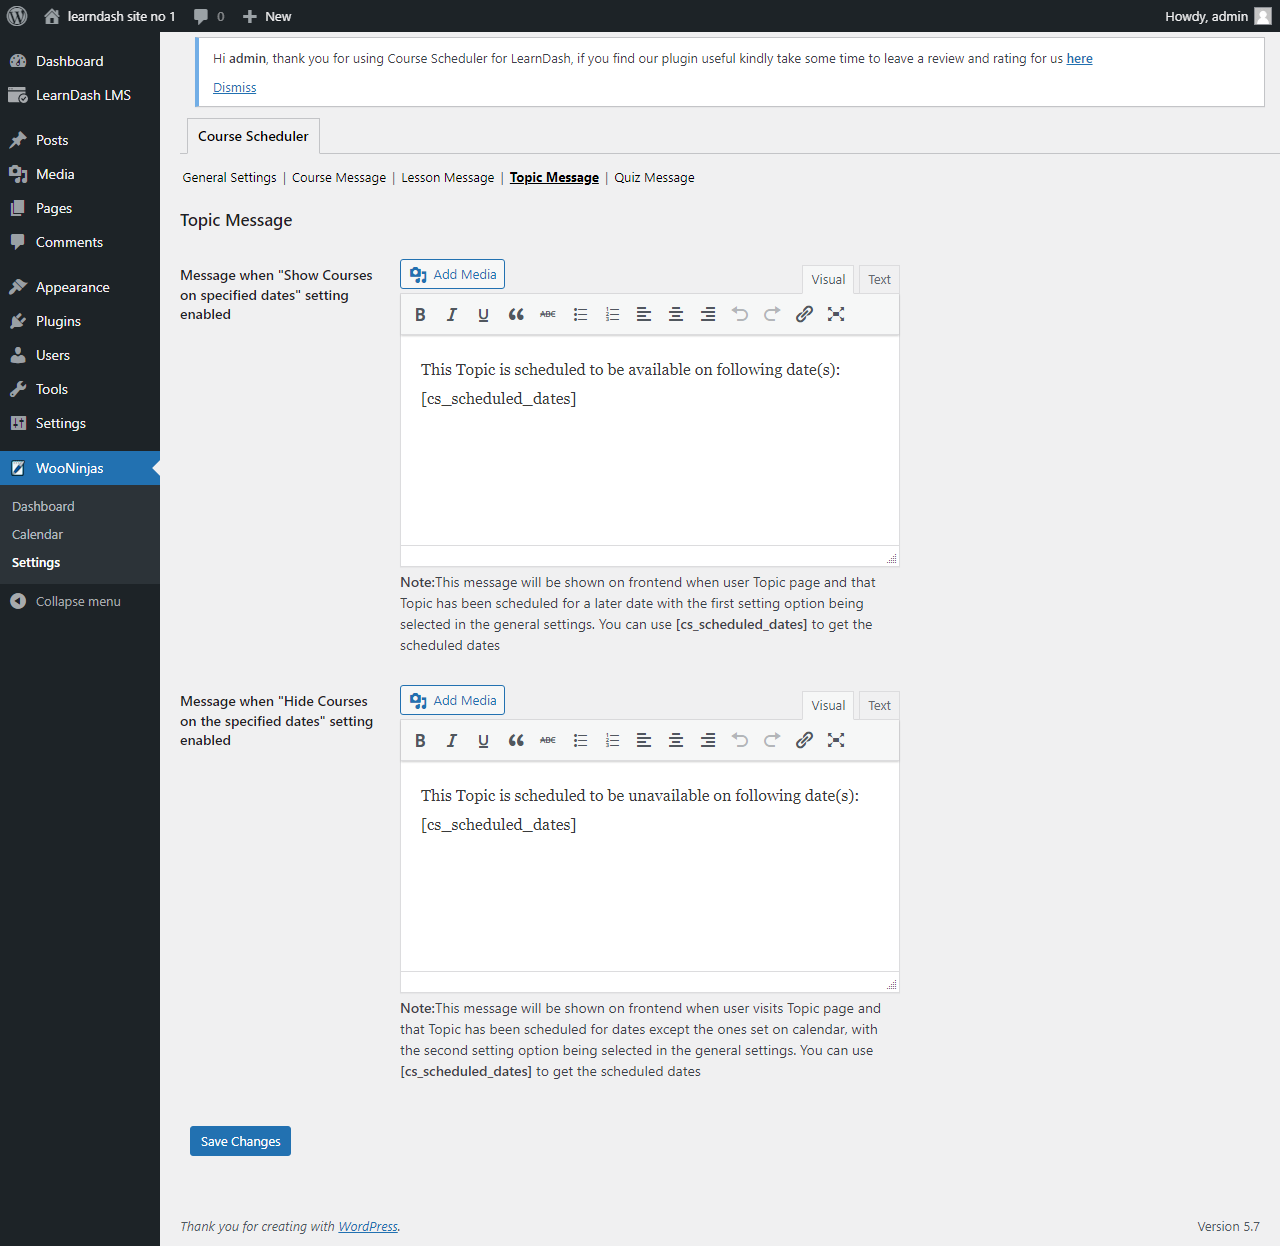 learndash site no 1
0
New
Howdy, admin
Dashboard
LearnDash LMS
Posts
Media
Pages
Comments
Appearance
Plugins
Users
Tools
Settings
WooNinjas
Dashboard
Calendar
Settings
Collapse menu
Hi admin, thank you for using Course Scheduler for LearnDash, if you find our plugin useful kindly take some time to leave a review and rating for us here
Dismiss
Course Scheduler
General Settings | Course Message | Lesson Message | Topic Message | Quiz Message
Topic Message
Message when "Show Courses
on specified dates" setting
enabled
Add Media
Visual
Text
B I U ABC
This Topic is scheduled to be available on following date(s):
[cs_scheduled_dates]
Note:This message will be shown on frontend when user Topic page and that
Topic has been scheduled for a later date with the first setting option being
selected in the general settings. You can use [cs_scheduled_dates] to get the
scheduled dates
Message when "Hide Courses
on the specified dates" setting
enabled
Add Media
Visual
Text
B I U ABC
This Topic is scheduled to be unavailable on following date(s):
[cs_scheduled_dates]
Note:This message will be shown on frontend when user visits Topic page and
that Topic has been scheduled for dates except the ones set on calendar, with
the second setting option being selected in the general settings. You can use
[cs_scheduled_dates] to get the scheduled dates
Save Changes
Thank you for creating with WordPress.
Version 5.7